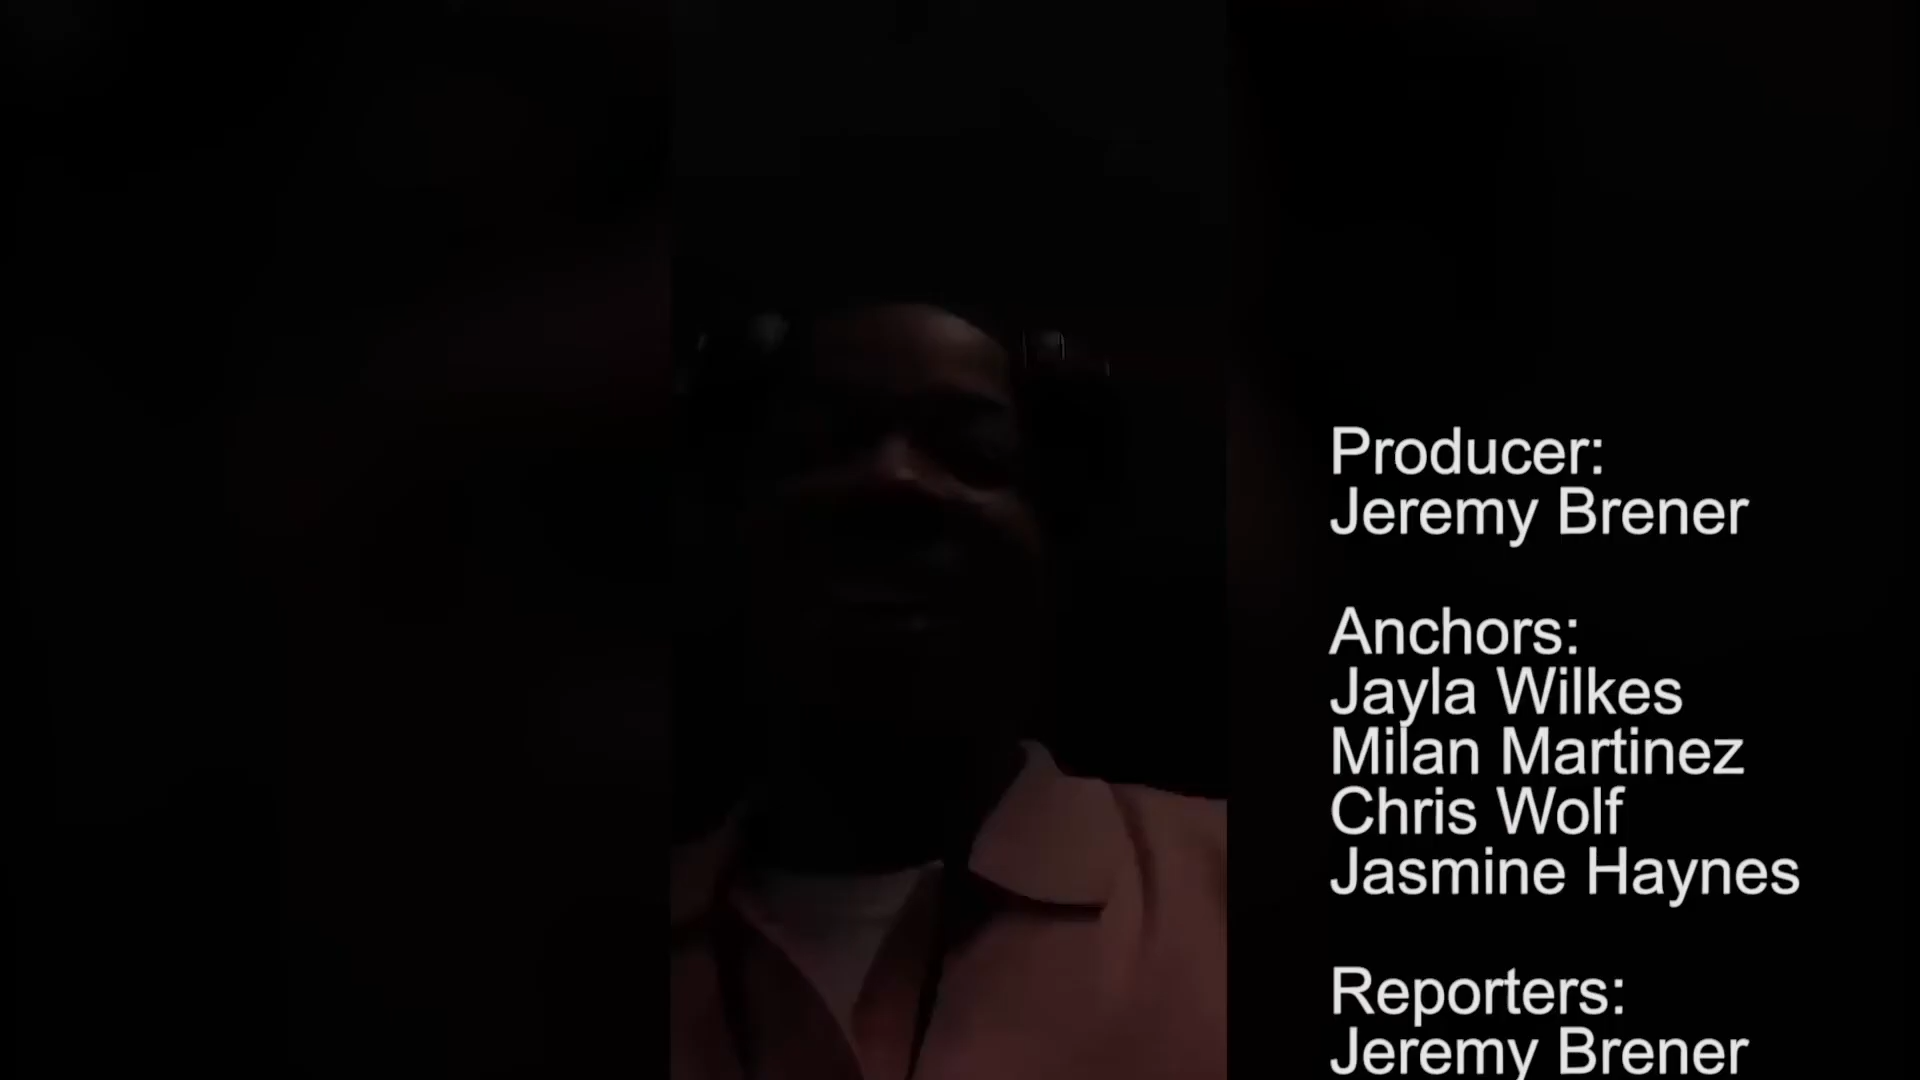 Producer:
Jeremy Brener
Anchors:
Jayla Wilkes
Milan Martinez
Chris Wolf
Jasmine Haynes
Reporters:
Jeremy Brener